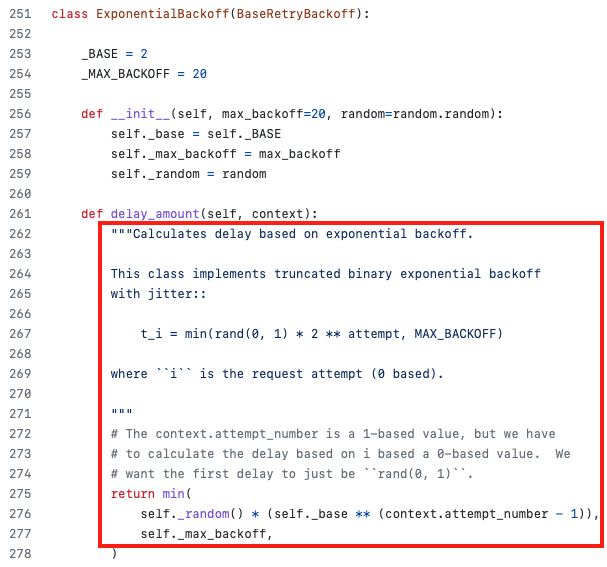 251 class ExponentialBackoff(BaseRetryBackoff):
252
253     _BASE = 2
254     _MAX_BACKOFF = 20
255
256     def __init__(self, max_backoff=20, random=random.random):
257         self._base = self._BASE
258         self._max_backoff = max_backoff
259         self._random = random
260
261     def delay_amount(self, context):
262         """Calculates delay based on exponential backoff.
263
264         This class implements truncated binary exponential backoff
265         with jitter::
266
267             t_i = min(rand(0, 1) * 2 ** attempt, MAX_BACKOFF)
268
269         where ``i`` is the request attempt (0 based).
270
271         """
272         # The context.attempt_number is a 1-based value, but we have
273         # to calculate the delay based on i based a 0-based value.  We
274         # want the first delay to just be ``rand(0, 1)``.
275         return min(
276             self._random() * (self._base ** (context.attempt_number - 1)),
277             self._max_backoff,
278         )